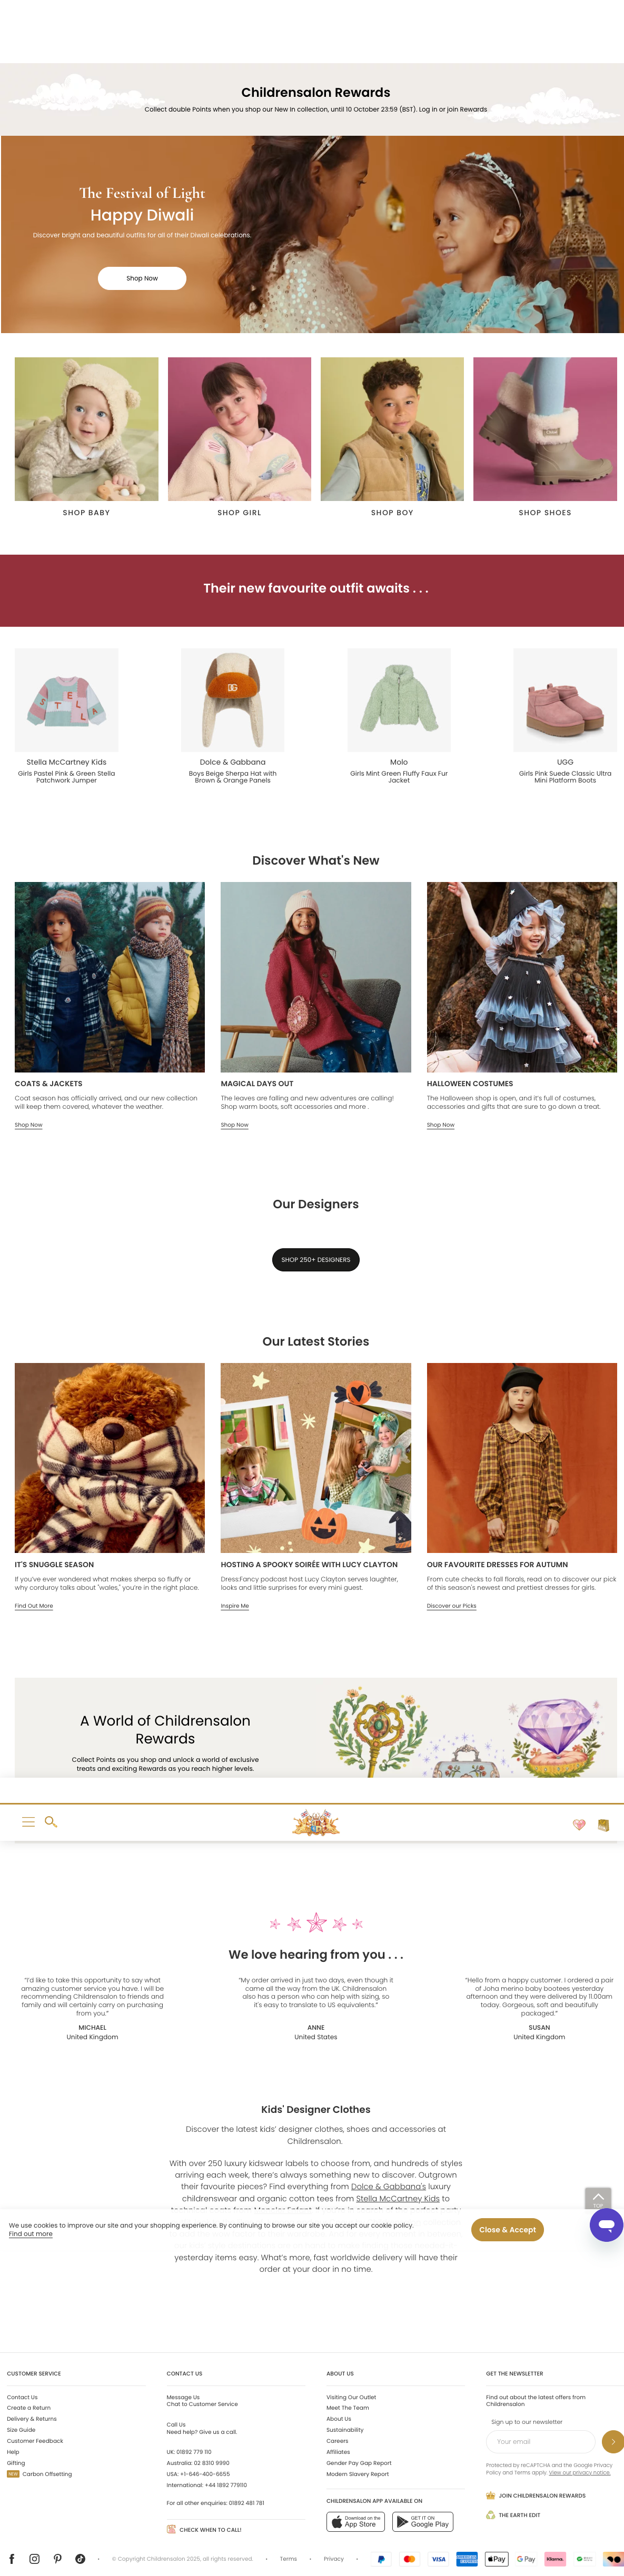 Childrensalon Rewards
Collect double Points when you shop our New In collection, until 10 October 23:59 (BST). Log In or join Rewards
The Festival of Light
Happy Diwali
Discover bright and beautiful outfits for all of their Diwali celebrations.
Shop Now
SHOP BABY
SHOP GIRL
SHOP BOY
SHOP SHOES
Their new favourite outfit awaits . . .
Stella McCartney Kids
Girls Pastel Pink & Green Stella
Patchwork Jumper
Dolce & Gabbana
Boys Beige Sherpa Hat with
Brown & Orange Panels
Molo
Girls Mint Green Fluffy Faux Fur
Jacket
UGG
Girls Pink Suede Classic Ultra
Mini Platform Boots
Discover What's New
COATS & JACKETS
Coat season has officially arrived, and our new collection
will keep them covered, whatever the weather.
Shop Now
MAGICAL DAYS OUT
The leaves are falling and new adventures are calling!
Shop warm boots, soft accessories and more .
Shop Now
HALLOWEEN COSTUMES
The Halloween shop is open, and it's full of costumes,
accessories and gifts that are sure to go down a treat.
Shop Now
Our Designers
SHOP 250+ DESIGNERS
Our Latest Stories
IT'S SNUGGLE SEASON
If you've ever wondered what makes sherpa so fluffy or
why corduroy talks about "wales," you're in the right place.
Find Out More
HOSTING A SPOOKY SOIRÉE WITH LUCY CLAYTON
Dress:Fancy podcast host Lucy Clayton serves laughter,
looks and little surprises for every mini guest.
Inspire Me
OUR FAVOURITE DRESSES FOR AUTUMN
From cute checks to fall florals, read on to discover our pick
of this season's newest and prettiest dresses for girls.
Discover our Picks
A World of Childrensalon
Rewards
Collect Points as you shop and unlock a world of exclusive
treats and exciting Rewards as you reach higher levels.
We love hearing from you . . .
"I'd like to take this opportunity to say what
amazing customer service you have. I will be
recommending Childrensalon to friends and
family and will certainly carry on purchasing
from you."
MICHAEL
United Kingdom
"My order arrived in just two days, even though it
came all the way from the UK. Childrensalon
also has a person who can help with sizing, so
it's easy to translate to US equivalents."
ANNE
United States
"Hello from a happy customer. I ordered a pair
of Joha merino baby bootees yesterday
afternoon and they were delivered by 11.00am
today. Gorgeous, soft and beautifully
packaged."
SUSAN
United Kingdom
Kids' Designer Clothes
Discover the latest kids' designer clothes, shoes and accessories at
Childrensalon.
With over 250 luxury kidswear labels to choose from, and hundreds of styles
arriving each week, there's always something new to discover. Outgrown
their favourite pieces? Find everything from Dolce & Gabbana's luxury
childrenswear and organic cotton tees from Stella McCartney Kids to
TOP
We use cookies to improve our site and your shopping experience. By continuing to browse our site you accept our cookie policy.
Find out more
Close & Accept
yesterday items easy. What's more, fast worldwide delivery will have their
order at your door in no time.
CUSTOMER SERVICE
Contact Us
Create a Return
Delivery & Returns
Size Guide
Customer Feedback
Help
Gifting
NEW Carbon Offsetting
CONTACT US
Message Us
Chat to Customer Service
Call Us
Need help? Give us a call.
UK: 01892 779 110
Australia: 02 8310 9990
USA: +1-646-400-6655
International: +44 1892 779110
For all other enquiries: 01892 481 781
CHECK WHEN TO CALL!
ABOUT US
Visiting Our Outlet
Meet The Team
About Us
Sustainability
Careers
Affiliates
Gender Pay Gap Report
Modern Slavery Report
CHILDRENSALON APP AVAILABLE ON
Download on the
App Store
GET IT ON
Google Play
GET THE NEWSLETTER
Find out about the latest offers from
Childrensalon
Sign up to our newsletter
Your email
Protected by reCAPTCHA and the Google Privacy
Policy and Terms apply. View our privacy notice.
JOIN CHILDRENSALON REWARDS
THE EARTH EDIT
© Copyright Childrensalon 2025, all rights reserved.
Terms
Privacy
PayPal
VISA
Pay
G Pay
Klarna.